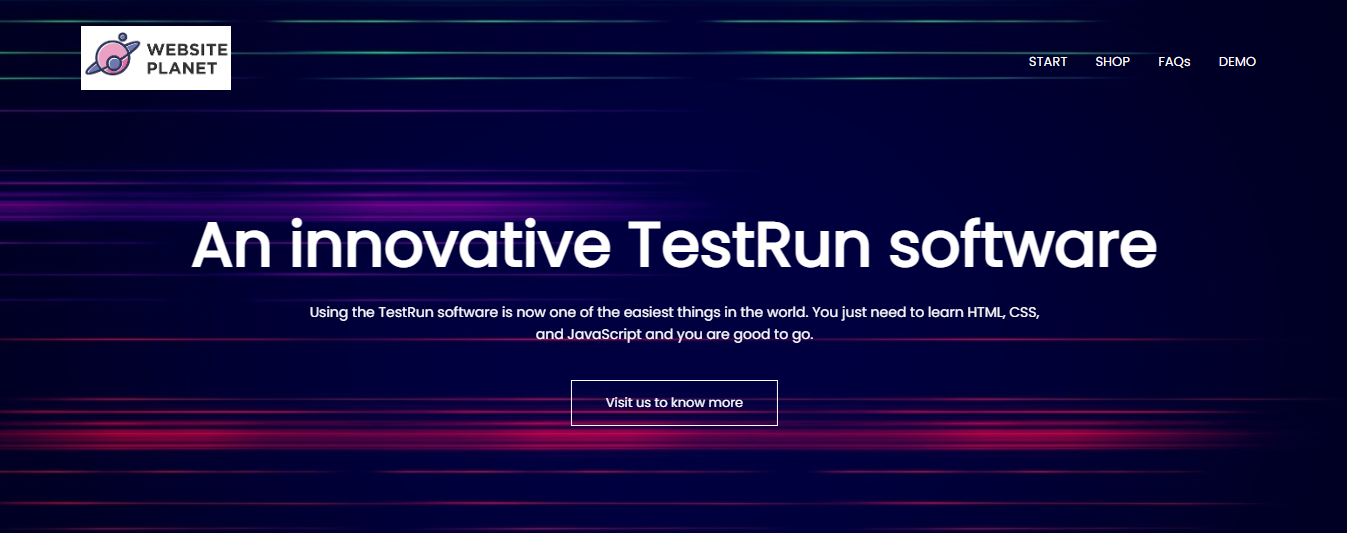 WEBSITE
PLANET
START SHOP FAQs DEMO
An innovative TestRun software
Using the TestRun software is now one of the easiest things in the world. You just need to learn HTML, CSS,
and JavaScript and you are good to go.
Visit us to know more